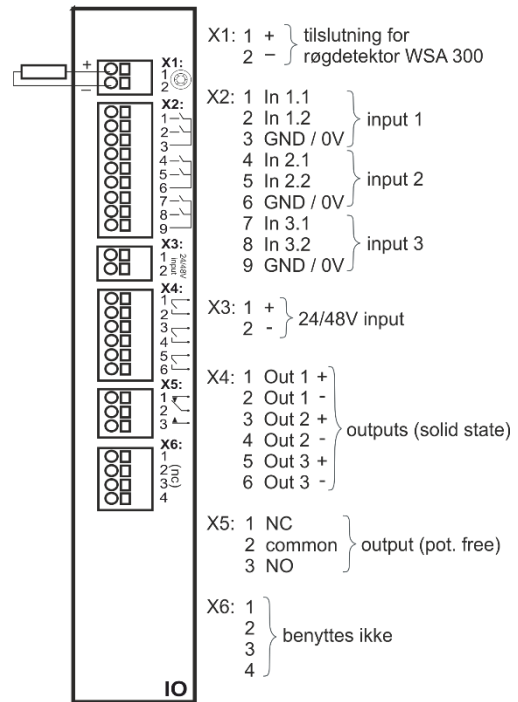 +
–
X1:
1
2
X2:
1
2
3
4
5
6
7
8
9
X3:
1
2
24/48V
input
X4:
1
2
3
4
5
6
X5:
1
2
3
X6:
1
2
3
4
(nc)
IO
X1: 1 + tilslutning for
2 – røgdetektor WSA 300
X2: 1 In 1.1
2 In 1.2 input 1
3 GND / 0V
4 In 2.1
5 In 2.2 input 2
6 GND / 0V
7 In 3.1
8 In 3.2 input 3
9 GND / 0V
X3: 1 +
2 - 24/48V input
X4: 1 Out 1 +
2 Out 1 -
3 Out 2 +
4 Out 2 - outputs (solid state)
5 Out 3 +
6 Out 3 -
X5: 1 NC
2 common output (pot. free)
3 NO
X6: 1
2
3 benyttes ikke
4